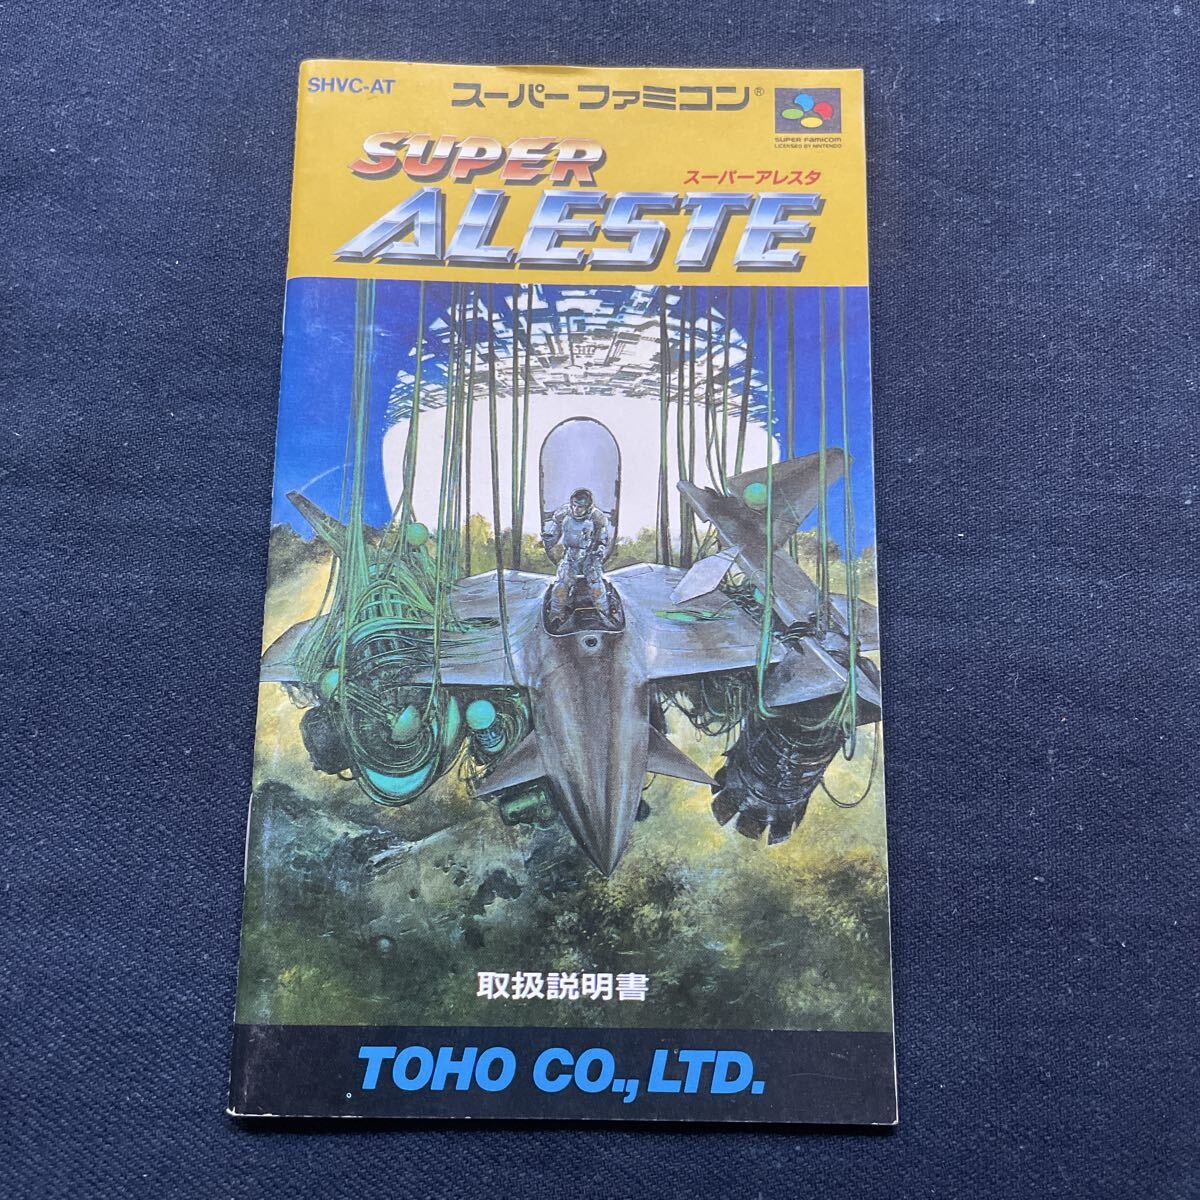 SHVC-AT
スーパーファミコン®
SUPER FAMICOM
LICENSED BY NINTENDO
SUPER
スーパーアレスタ
ALESTE
取扱説明書
TOHO CO., LTD.